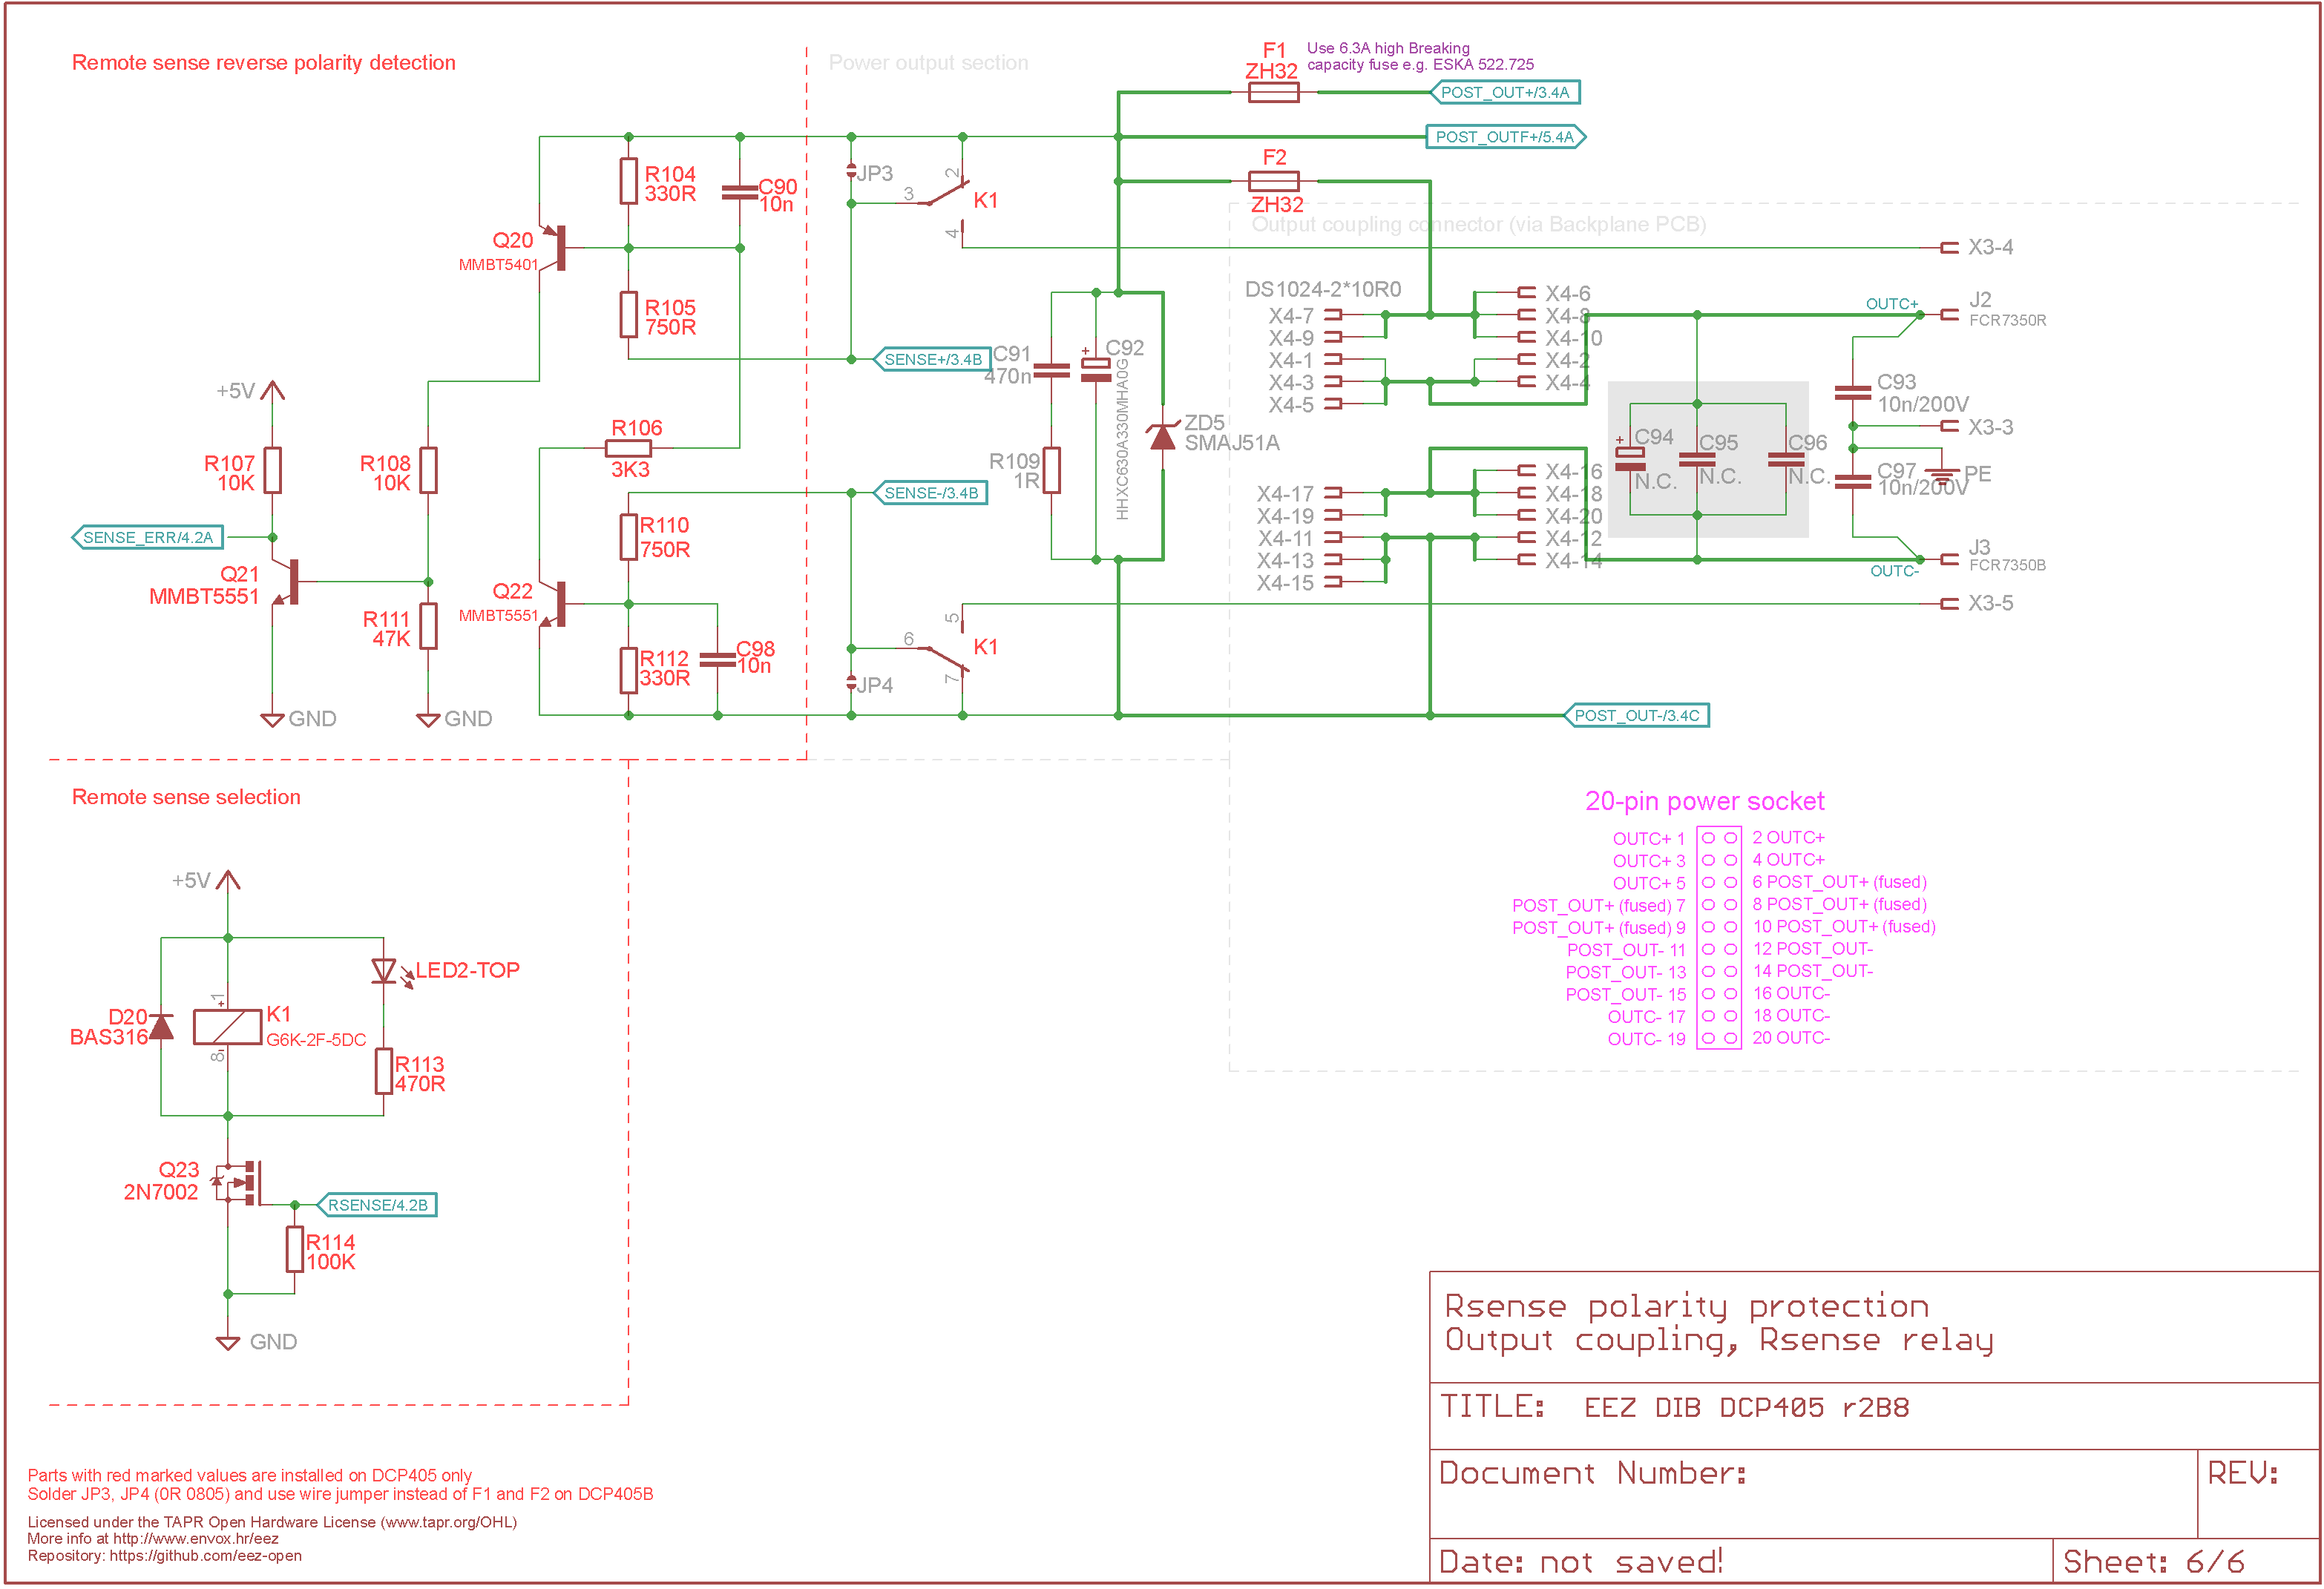 Remote sense reverse polarity detection
Power output section
F1
ZH32
Use 6.3A high Breaking
capacity fuse e.g. ESKA 522.725
POST_OUT+/3.4A
POST_OUTF+/5.4A
F2
ZH32
Output coupling connector (via Backplane PCB)
R104
330R
C90
10n
JP3
2
3
4
K1
X3-4
Q20
MMBT5401
R105
750R
SENSE+/3.4B
C91
470n
+
C92
HHXC630A330MHA0G
DS1024-2*10R0
X4-7
X4-9
X4-1
X4-3
X4-5
X4-6
X4-8
X4-10
X4-2
X4-4
OUTC+
J2
FCR7350R
C93
10n/200V
X3-3
PE
C97
10n/200V
+
C94
N.C.
C95
N.C.
C96
N.C.
ZD5
SMAJ51A
R109
1R
+5V
R107
10K
R108
10K
R106
3K3
SENSE-/3.4B
R110
750R
X4-17
X4-19
X4-11
X4-13
X4-15
X4-16
X4-18
X4-20
X4-12
X4-14
J3
FCR7350B
OUTC-
SENSE_ERR/4.2A
Q21
MMBT5551
Q22
MMBT5551
R111
47K
R112
330R
C98
10n
5
6
7
K1
JP4
X3-5
GND
GND
POST_OUT-/3.4C
Remote sense selection
+5V
LED2-TOP
D20
BAS316
1
+
K1
G6K-2F-5DC
8
-
R113
470R
Q23
2N7002
RSENSE/4.2B
R114
100K
GND
20-pin power socket
OUTC+ 1 2 OUTC+
OUTC+ 3 4 OUTC+
OUTC+ 5 6 POST_OUT+ (fused)
POST_OUT+ (fused) 7 8 POST_OUT+ (fused)
POST_OUT+ (fused) 9 10 POST_OUT+ (fused)
POST_OUT- 11 12 POST_OUT-
POST_OUT- 13 14 POST_OUT-
POST_OUT- 15 16 OUTC-
OUTC- 17 18 OUTC-
OUTC- 19 20 OUTC-
Rsense polarity protection
Output coupling, Rsense relay
TITLE: EEZ DIB DCP405 r2B8
Document Number:
REV:
Date: not saved!
Sheet: 6/6
Parts with red marked values are installed on DCP405 only
Solder JP3, JP4 (0R 0805) and use wire jumper instead of F1 and F2 on DCP405B
Licensed under the TAPR Open Hardware License (www.tapr.org/OHL)
More info at http://www.envox.hr/eez
Repository: https://github.com/eez-open